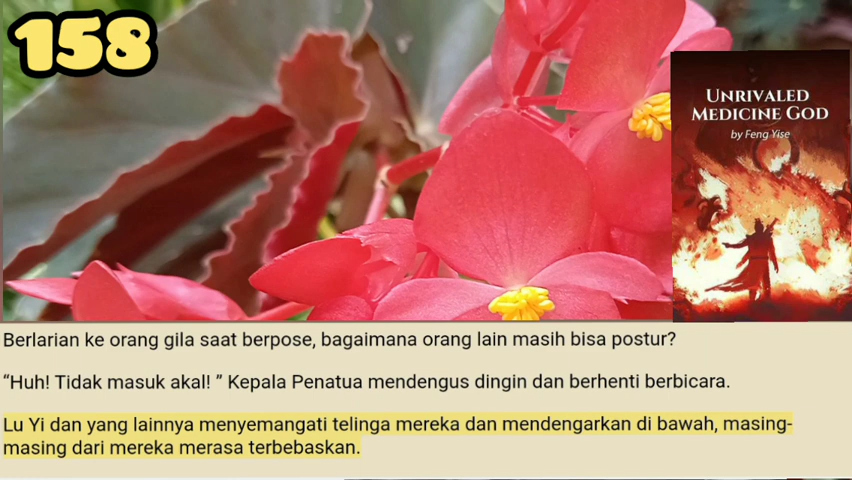 158
UNRIVALED
MEDICINE GOD
by Feng Yise
Berlarian ke orang gila saat berpose, bagaimana orang lain masih bisa postur?
“Huh! Tidak masuk akal! ” Kepala Penatua mendengus dingin dan berhenti berbicara.
Lu Yi dan yang lainnya menyemangati telinga mereka dan mendengarkan di bawah, masing-
masing dari mereka merasa terbebaskan.